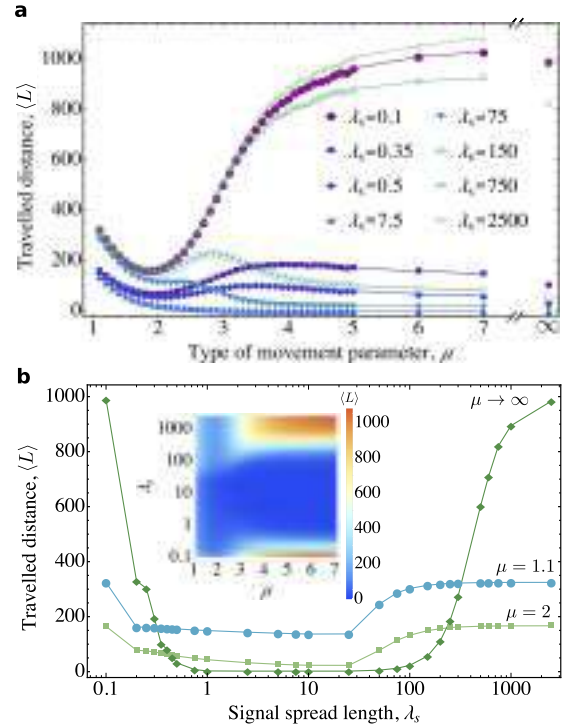 a
1000
800
600
400
200
0
Travelled distance, ⟨L⟩
λs=0.1 λs=75
λs=0.35 λs=150
λs=0.5 λs=750
λs=7.5 λs=2500
1 2 3 4 5 6 7 ∞
Type of movement parameter, μ
b
1000
800
600
400
200
0
Travelled distance, ⟨L⟩
μ → ∞
μ = 1.1
μ = 2
⟨L⟩
1000
800
600
400
200
0
1000
100
10
1
0.1
λs
1 2 3 4 5 6 7
μ
0.1 1 10 100 1000
Signal spread length, λs